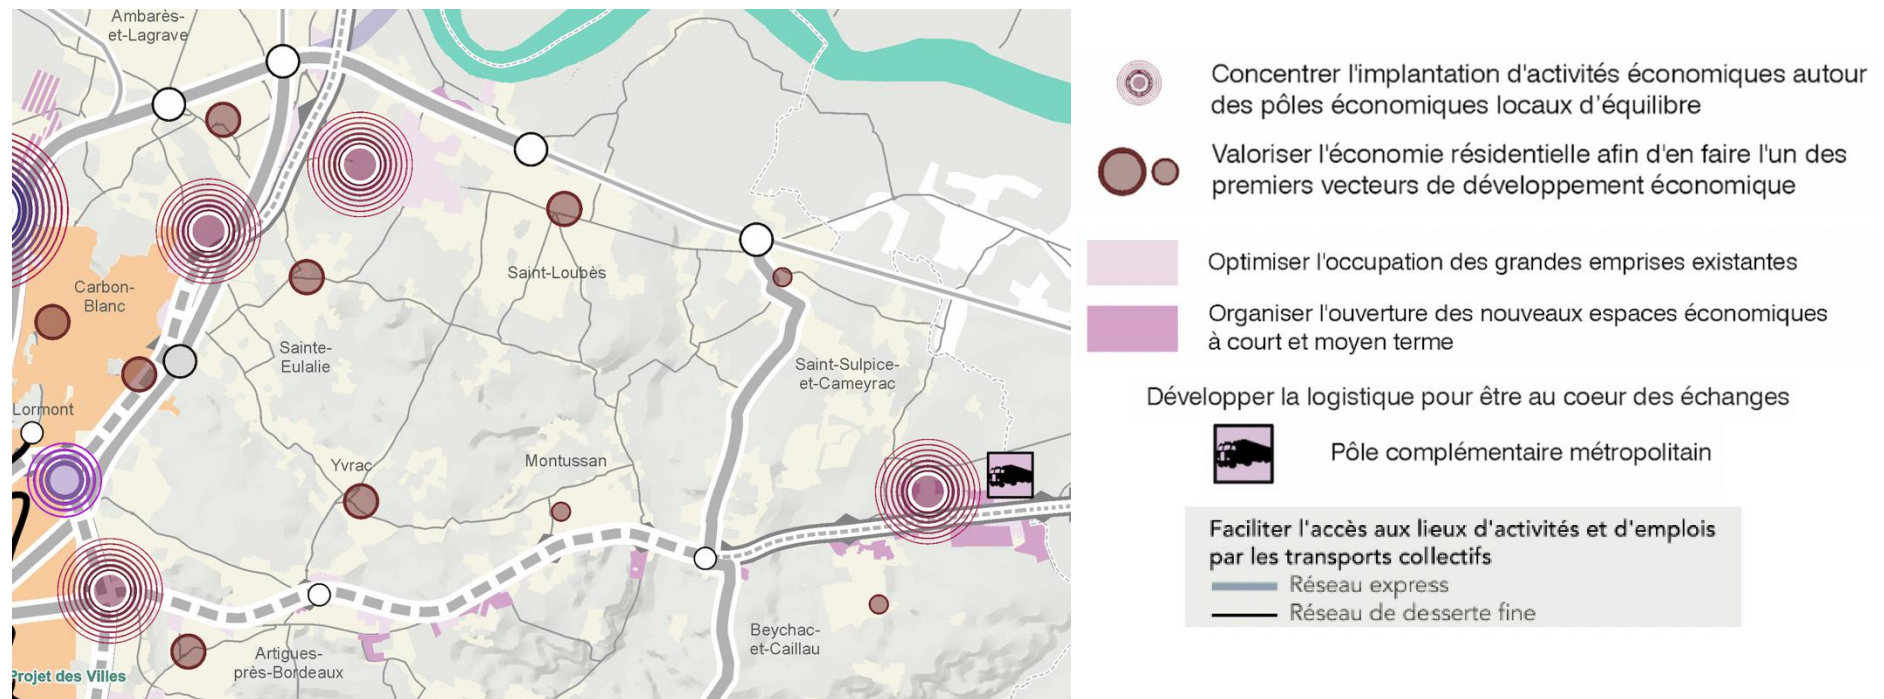 Ambarès-
et-Lagrave
Carbon-
Blanc
Saint-Loubès
Sainte-
Eulalie
Saint-Sulpice-
et-Cameyrac
Lormont
Yvrac
Montussan
Beychac-
et-Caillau
Artigues-
près-Bordeaux
Projet des Villes
Concentrer l'implantation d'activités économiques autour
des pôles économiques locaux d'équilibre
Valoriser l'économie résidentielle afin d'en faire l'un des
premiers vecteurs de développement économique
Optimiser l'occupation des grandes emprises existantes
Organiser l'ouverture des nouveaux espaces économiques
à court et moyen terme
Développer la logistique pour être au coeur des échanges
Pôle complémentaire métropolitain
Faciliter l'accès aux lieux d'activités et d'emplois
par les transports collectifs
Réseau express
Réseau de desserte fine